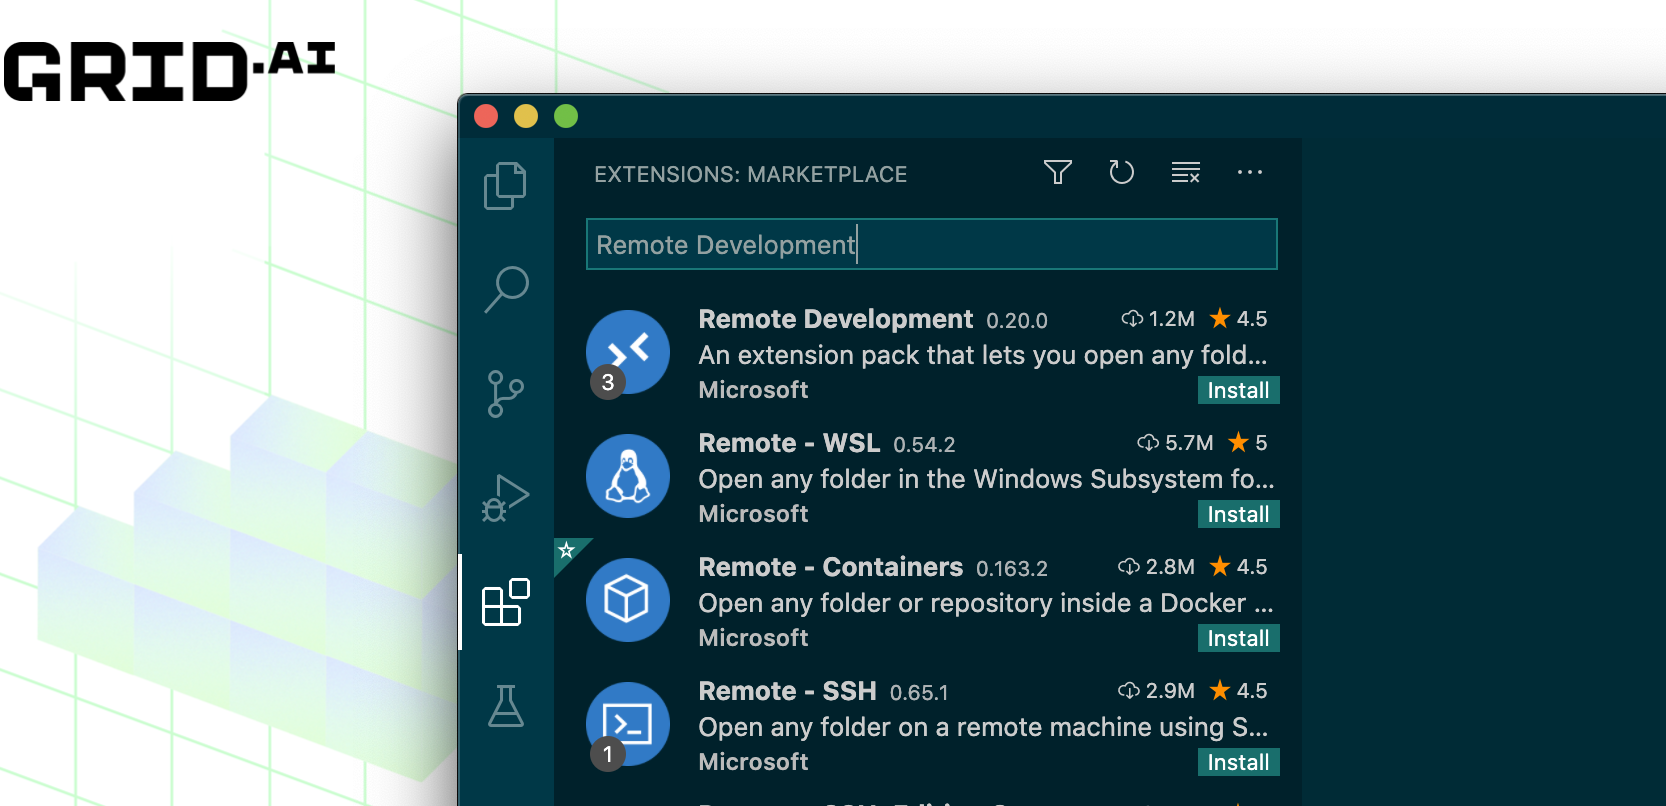 GRID.AI
EXTENSIONS: MARKETPLACE
Remote Development
Remote Development 0.20.0 1.2M 4.5
An extension pack that lets you open any fold...
3
Microsoft Install
Remote - WSL 0.54.2 5.7M 5
Open any folder in the Windows Subsystem fo...
Microsoft Install
Remote - Containers 0.163.2 2.8M 4.5
Open any folder or repository inside a Docker ...
Microsoft Install
Remote - SSH 0.65.1 2.9M 4.5
Open any folder on a remote machine using S...
1
Microsoft Install